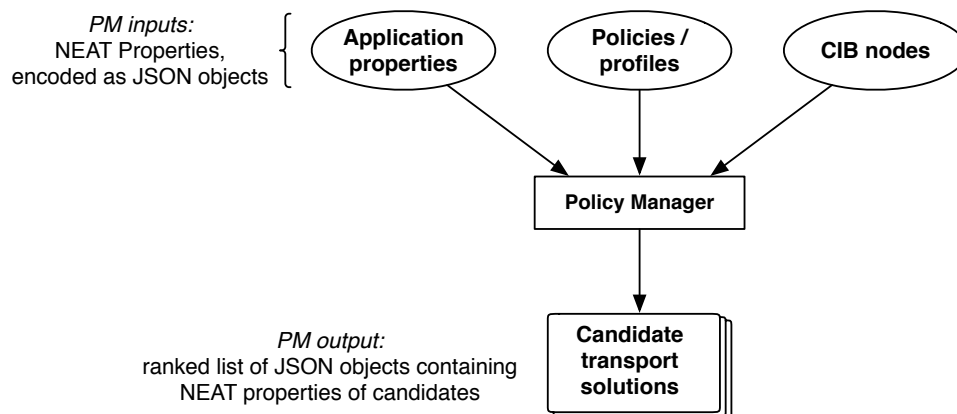 PM inputs:
NEAT Properties,
encoded as JSON objects
Application
properties
Policies /
profiles
CIB nodes
Policy Manager
PM output:
ranked list of JSON objects containing
NEAT properties of candidates
Candidate
transport
solutions